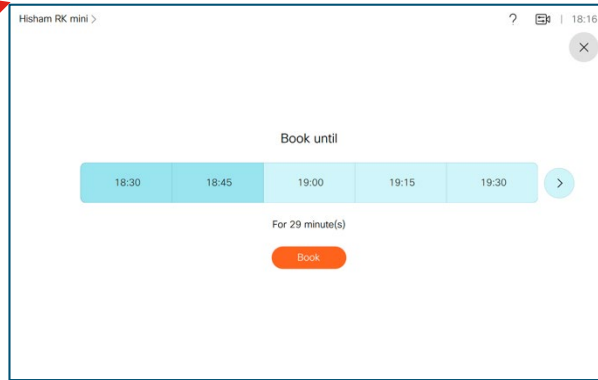 Hisham RK mini >
? | 18:16
Book until
18:30 18:45 19:00 19:15 19:30
For 29 minute(s)
Book